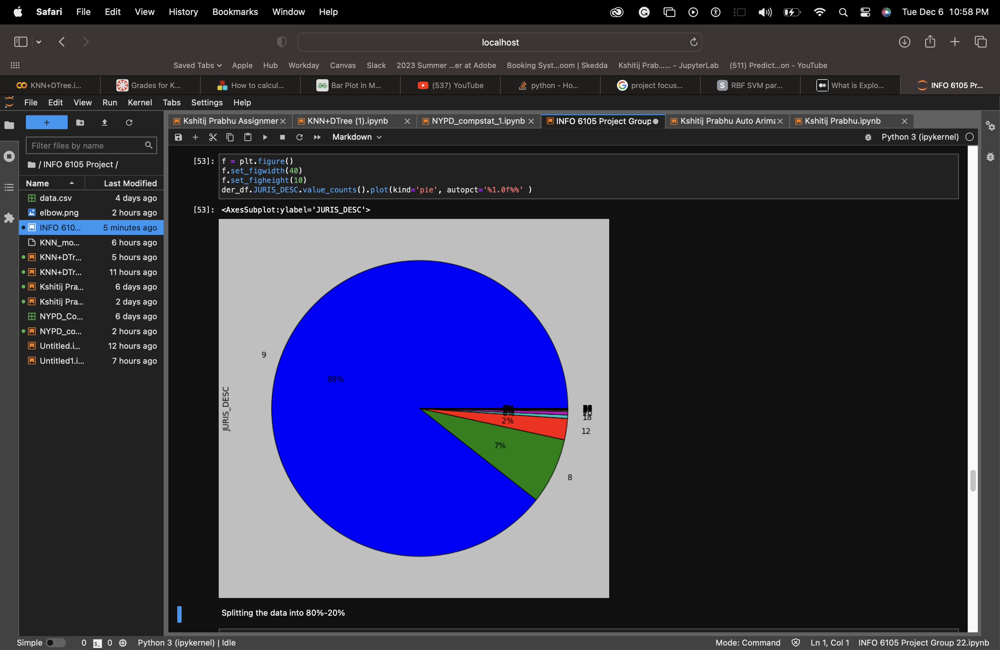 Safari File Edit View History Bookmarks Window Help Tue Dec 6 10:58 PM
localhost
Saved Tabs Apple Hub Workday Canvas Slack 2023 Summer ...er at Adobe Booking Syst...oom | Skedda Kshitij Prab...... - JupyterLab (511) Predict...on - YouTube
KNN+DTree.i... Grades for K... How to calcul... Bar Plot in M... (537) YouTube python - Ho... project focus... S RBF SVM par... What is Explo... INFO 6105 Pr...
File Edit View Run Kernel Tabs Settings Help
Kshitij Prabhu Assignmer KNN+DTree (1).ipynb NYPD_compstat_1.ipynb INFO 6105 Project Group Kshitij Prabhu Auto Arima Kshitij Prabhu.ipynb
Markdown Python 3 (ipykernel)
Filter files by name
/ INFO 6105 Project /
Name Last Modified
data.csv 4 days ago
elbow.png 2 hours ago
INFO 610... 5 minutes ago
KNN_mo... 6 hours ago
KNN+DTr... 5 hours ago
KNN+DTr... 11 hours ago
Kshitij Pra... 6 days ago
Kshitij Pra... 2 days ago
NYPD_Co... 6 days ago
NYPD_co... 2 hours ago
Untitled.i... 12 hours ago
Untitled1.i... 7 hours ago
[53]: f = plt.figure()
f.set_figwidth(40)
f.set_figheight(10)
der_df.JURIS_DESC.value_counts().plot(kind='pie', autopct='%1.0f%%' )
[53]: <AxesSubplot:ylabel='JURIS_DESC'>
9
89%
JURIS_DESC
18
2%
12
7%
8
Splitting the data into 80%-20%
Simple 0 $_ 0 Python 3 (ipykernel) | Idle Mode: Command Ln 1, Col 1 INFO 6105 Project Group 22.ipynb